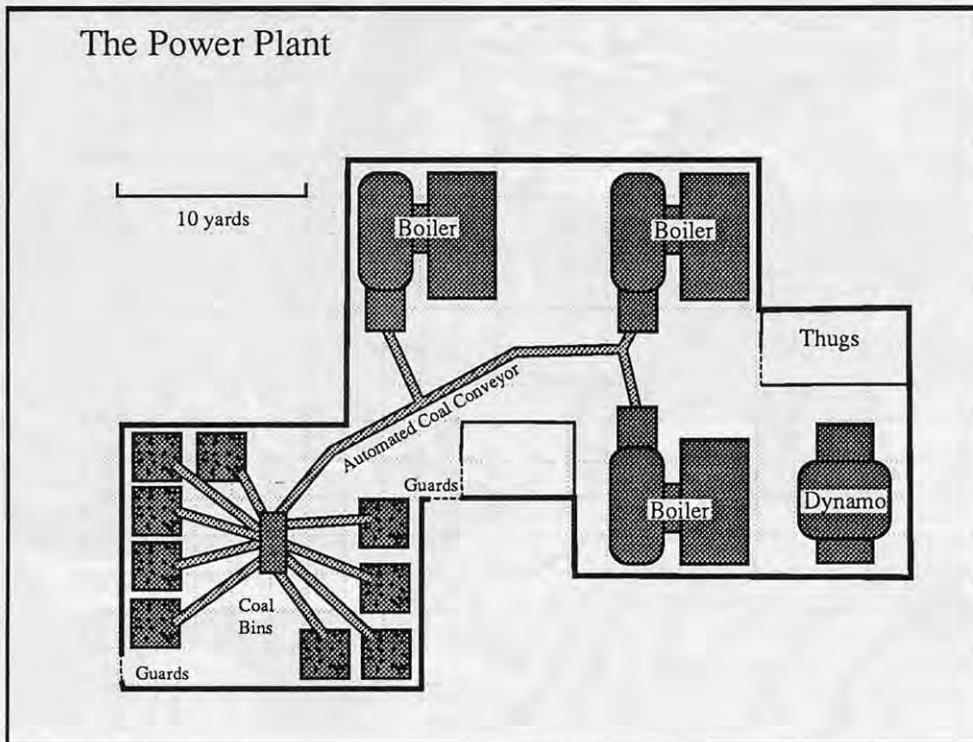 The Power Plant
10 yards
Boiler
Boiler
Thugs
Automated Coal Conveyor
Guards
Boiler
Dynamo
Coal
Bins
Guards